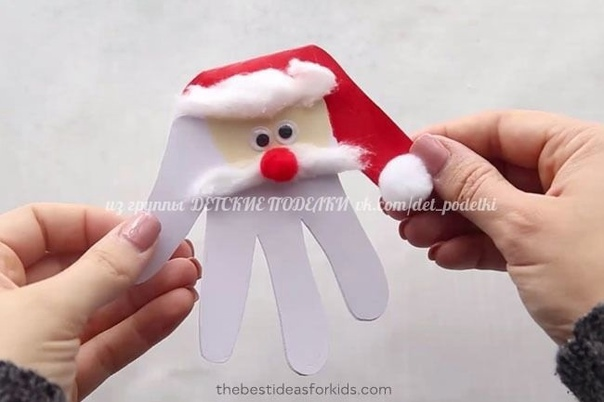 из группы ДЕТСКИЕ ПОДЕЛКИ vk.com/det_podelki
thebestideasforkids.com